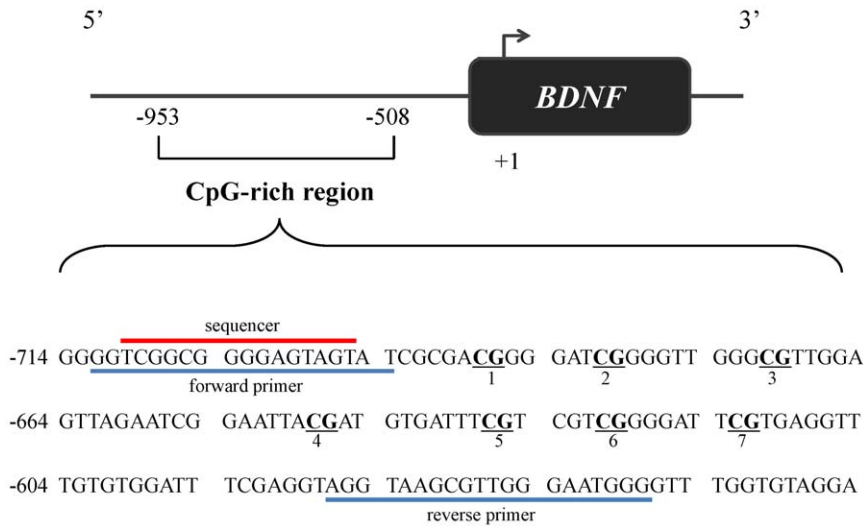 5’ 3’
BDNF
-953 -508
+1
CpG-rich region
sequencer
-714 GGGGTCGGCG GGGAGTAGTA TCGCGACGGG GATCGGGGTT GGGCGTTGGA
forward primer 1 2 3
-664 GTTAGAATCG GAATTACGAT GTGATTTCGT CGTCGGGGAT TCGTGAGGTT
4 5 6 7
-604 TGTGTGGATT TCGAGGTAGG TAAGCGTTGG GAATGGGGTT TGGTGTAGGA
reverse primer